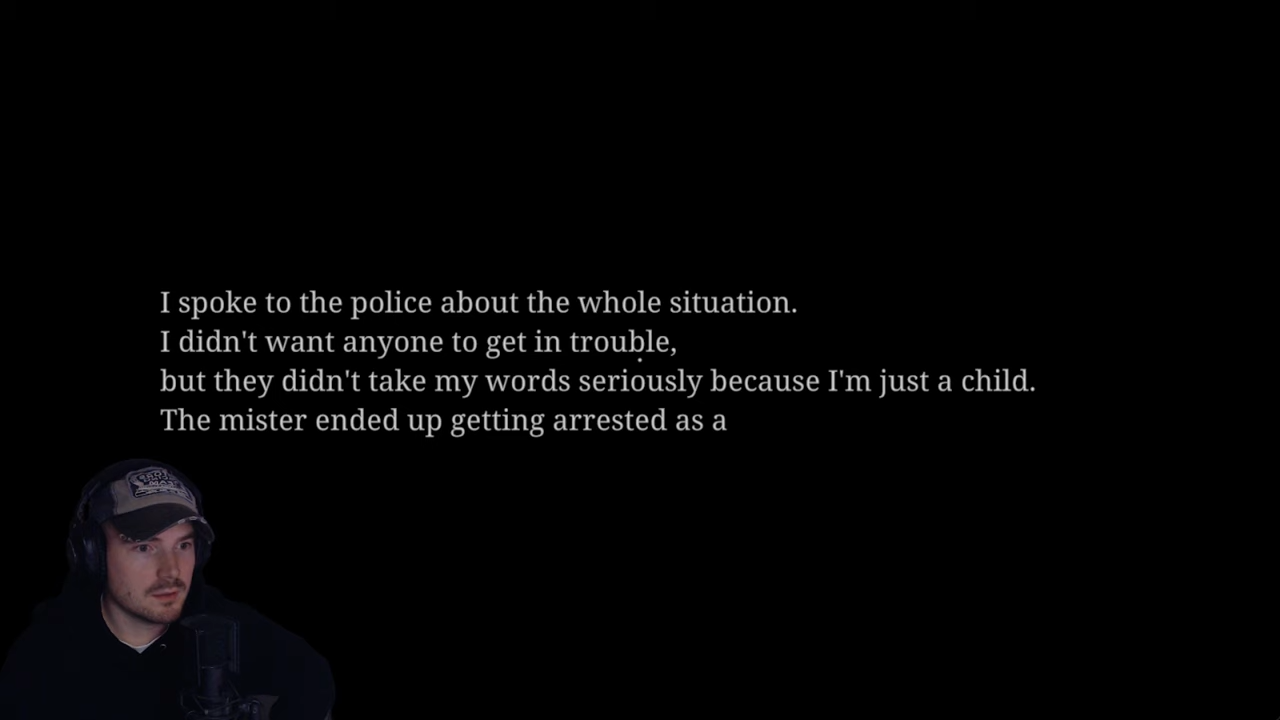 I spoke to the police about the whole situation.
I didn't want anyone to get in trouble,
but they didn't take my words seriously because I'm just a child.
The mister ended up getting arrested as a